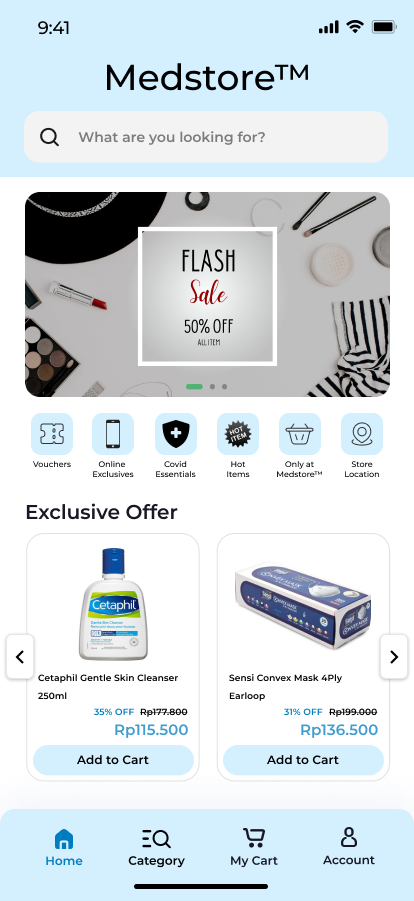 9:41
Medstore™
What are you looking for?
FLASH
Sale
50% OFF
ALL ITEM
HOT
ITEM
Vouchers
Online
Exclusives
Covid
Essentials
Hot
Items
Only at
Medstore™
Store
Location
Exclusive Offer
Cetaphil
Cetaphil Gentle Skin Cleanser
250ml
35% OFF Rp177.800
Rp115.500
Add to Cart
Sensi Convex Mask 4Ply
Earloop
31% OFF Rp199.000
Rp136.500
Add to Cart
Home
Category
My Cart
Account